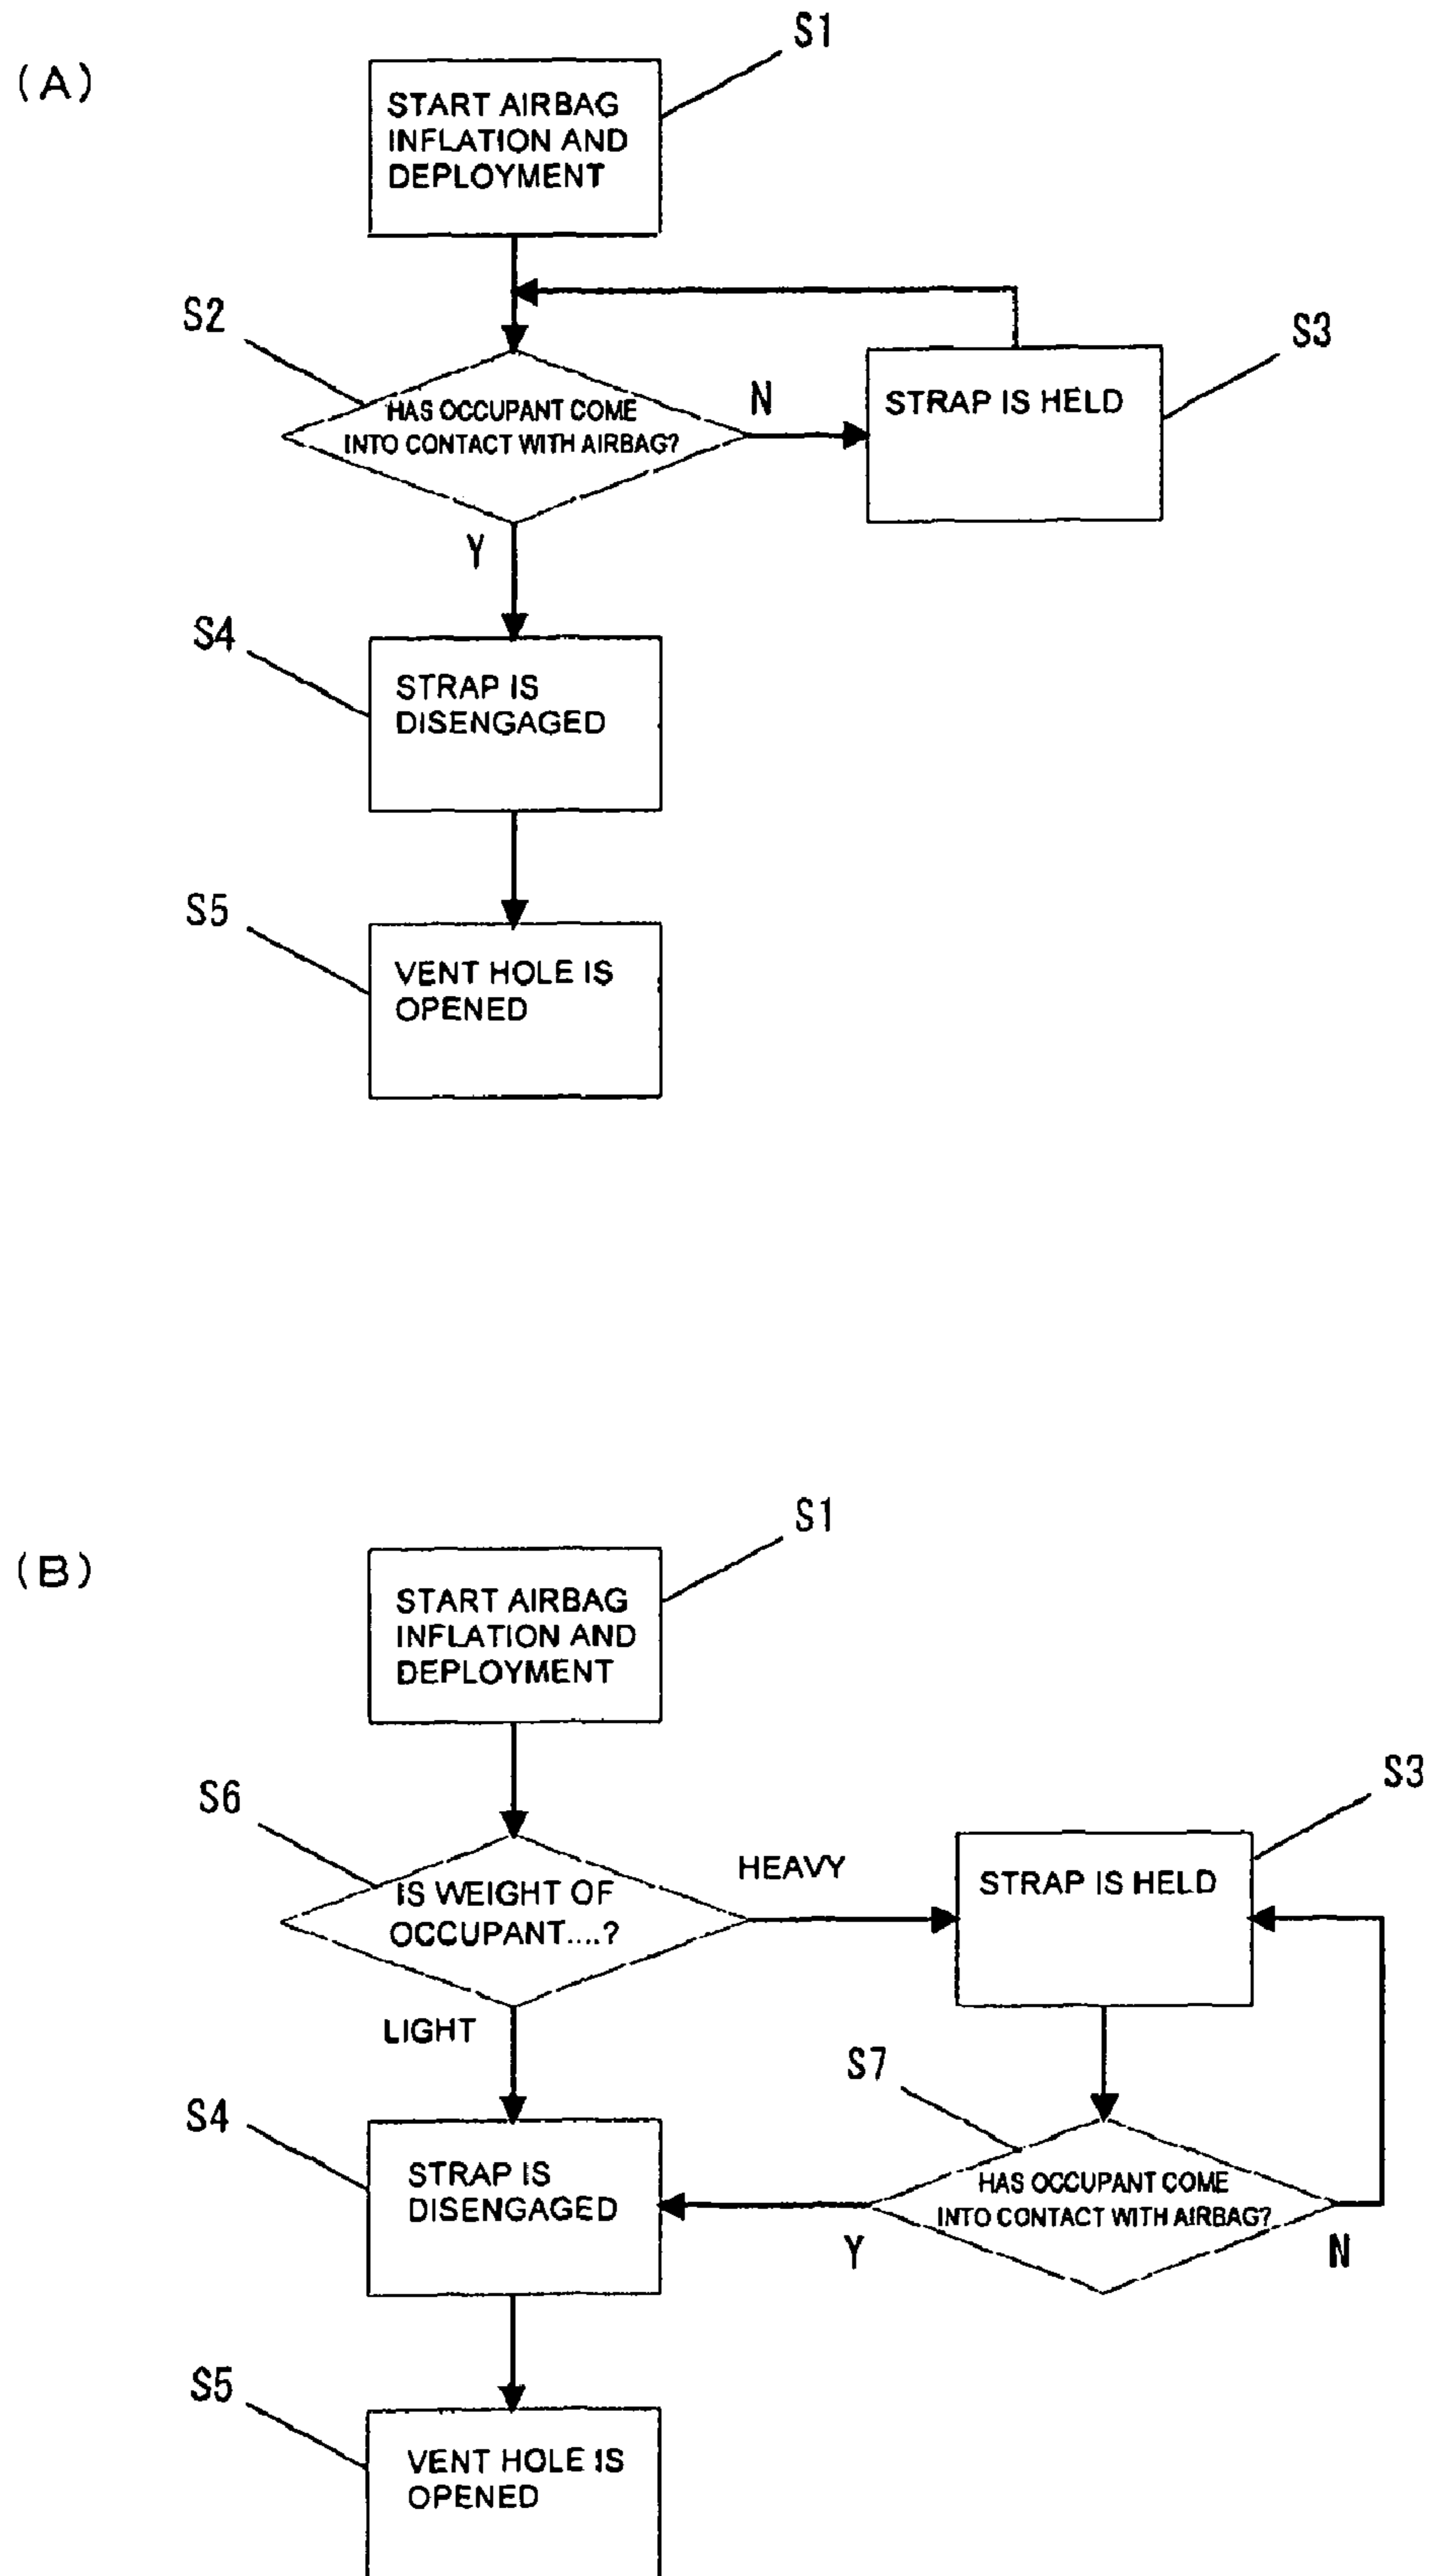 (A)
S1
START AIRBAG
INFLATION AND
DEPLOYMENT
S2
HAS OCCUPANT COME
INTO CONTACT WITH AIRBAG?
N
S3
STRAP IS HELD
Y
S4
STRAP IS
DISENGAGED
S5
VENT HOLE IS
OPENED
(B)
S1
START AIRBAG
INFLATION AND
DEPLOYMENT
S6
IS WEIGHT OF
OCCUPANT....?
HEAVY
S3
STRAP IS HELD
LIGHT
S7
HAS OCCUPANT COME
INTO CONTACT WITH AIRBAG?
Y
N
S4
STRAP IS
DISENGAGED
S5
VENT HOLE IS
OPENED